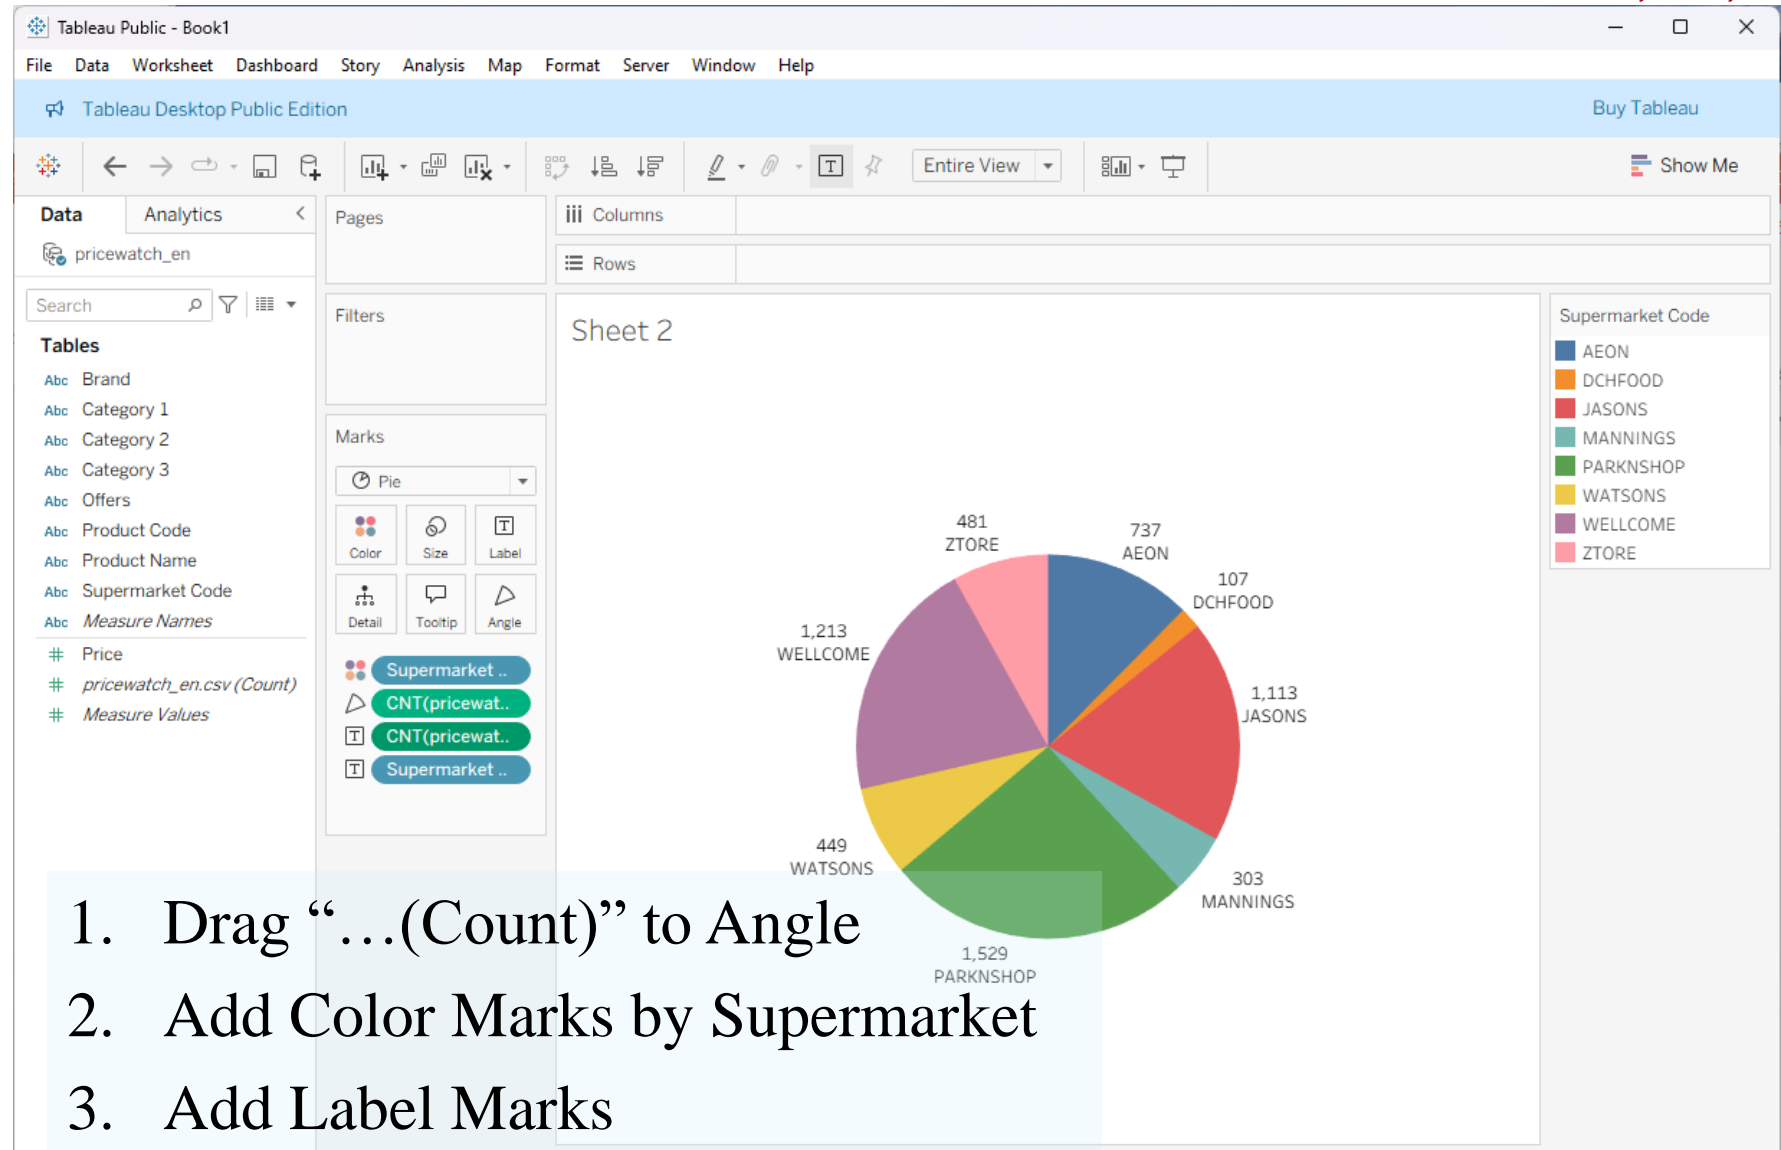 Tableau Public - Book1
File Data Worksheet Dashboard Story Analysis Map Format Server Window Help
Tableau Desktop Public Edition
Buy Tableau
Entire View
Show Me
Data Analytics
pricewatch_en
Search
Tables
Abc Brand
Abc Category 1
Abc Category 2
Abc Category 3
Abc Offers
Abc Product Code
Abc Product Name
Abc Supermarket Code
Abc Measure Names
# Price
# pricewatch_en.csv (Count)
# Measure Values
Pages
Filters
Marks
Pie
Color Size Label
Detail Tooltip Angle
Supermarket ..
CNT(pricewat..
CNT(pricewat..
Supermarket ..
Columns
Rows
Sheet 2
481
ZTORE
737
AEON
107
DCHFOOD
1,213
WELLCOME
1,113
JASONS
449
WATSONS
303
MANNINGS
1,529
PARKNSHOP
Supermarket Code
AEON
DCHFOOD
JASONS
MANNINGS
PARKNSHOP
WATSONS
WELLCOME
ZTORE
1. Drag “…(Count)” to Angle
2. Add Color Marks by Supermarket
3. Add Label Marks